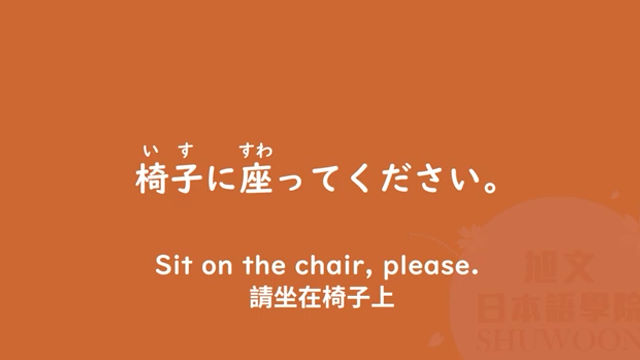 い す すわ
椅子に座ってください。
Sit on the chair, please.
請坐在椅子上
旭文
日本語學院
SHUWOON